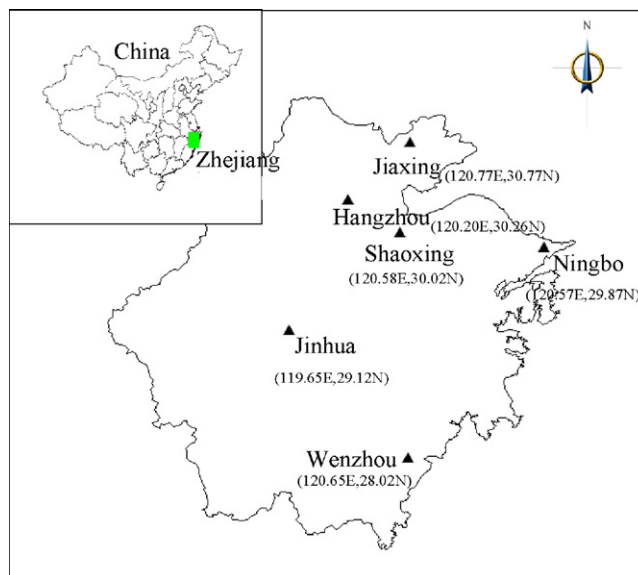 N
China
Zhejiang
Jiaxing
(120.77E,30.77N)
Hangzhou
(120.20E,30.26N)
Shaoxing
(120.58E,30.02N)
Ningbo
(120.57E,29.87N)
Jinhua
(119.65E,29.12N)
Wenzhou
(120.65E,28.02N)